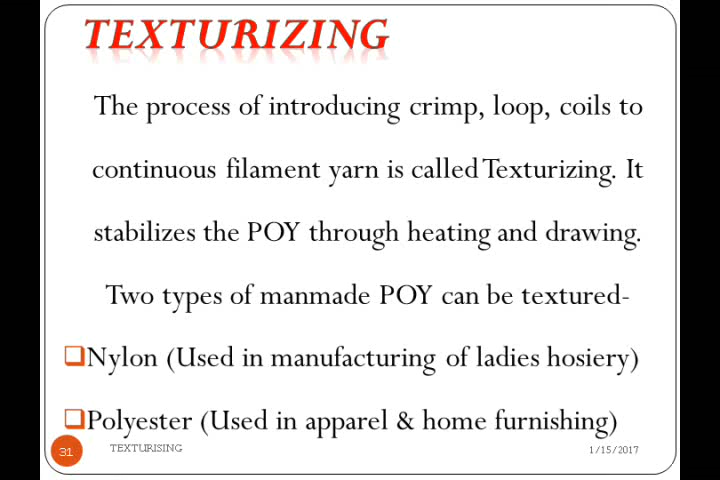 TEXTURIZING
The process of introducing crimp, loop, coils to
continuous filament yarn is called Texturizing. It
stabilizes the POY through heating and drawing.
Two types of manmade POY can be textured-
Nylon (Used in manufacturing of ladies hosiery)
Polyester (Used in apparel & home furnishing)
31 TEXTURISING 1/15/2017